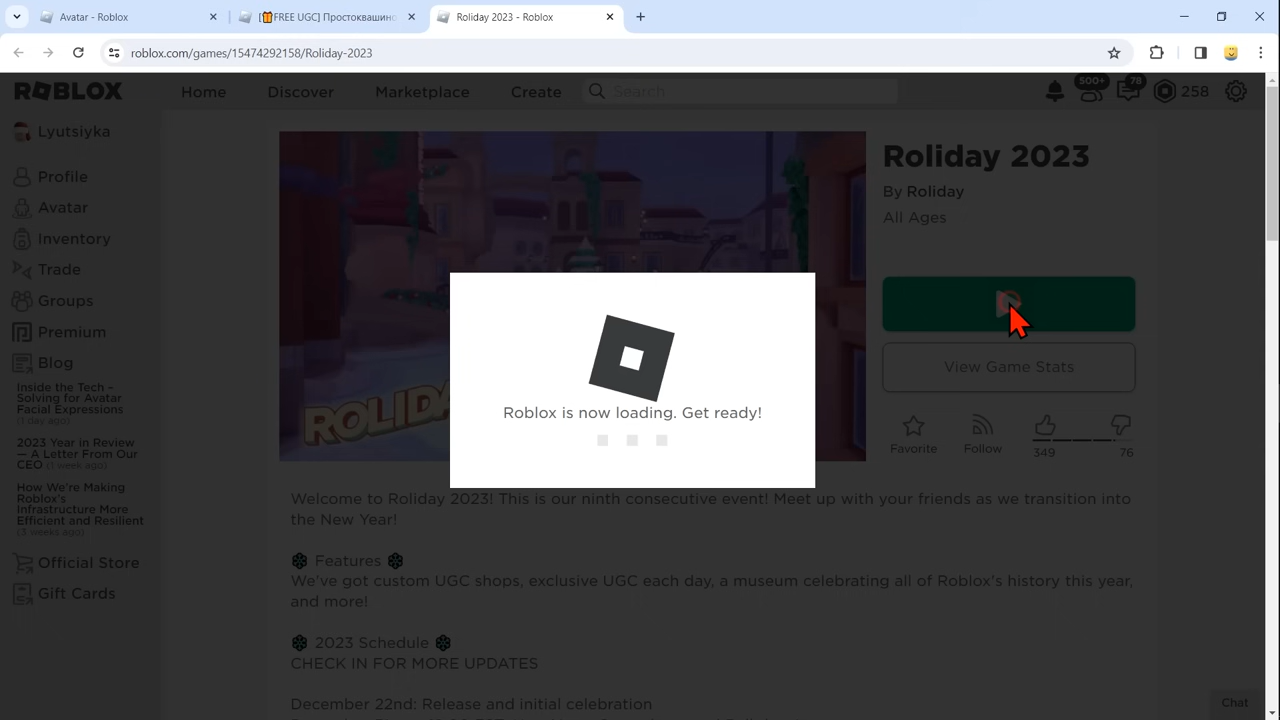 Avatar - Roblox
[🎁FREE UGC] Простоквашино
Roliday 2023 - Roblox
roblox.com/games/15474292158/Roliday-2023
ROBLOX
Home
Discover
Marketplace
Create
Search
500+
78
258
Lyutsiyka
Profile
Avatar
Inventory
Trade
Groups
Premium
Blog
Inside the Tech –
Solving for Avatar
Facial Expressions
(1 day ago)
2023 Year in Review
— A Letter From Our
CEO (1 week ago)
How We're Making
Roblox's
Infrastructure More
Efficient and Resilient
(3 weeks ago)
Official Store
Gift Cards
ROLIDA
Roblox is now loading. Get ready!
Roliday 2023
By Roliday
All Ages
View Game Stats
Favorite
Follow
349
76
Welcome to Roliday 2023! This is our ninth consecutive event! Meet up with your friends as we transition into
the New Year!
Features
We've got custom UGC shops, exclusive UGC each day, a museum celebrating all of Roblox's history this year,
and more!
2023 Schedule
CHECK IN FOR MORE UPDATES
December 22nd: Release and initial celebration
Chat